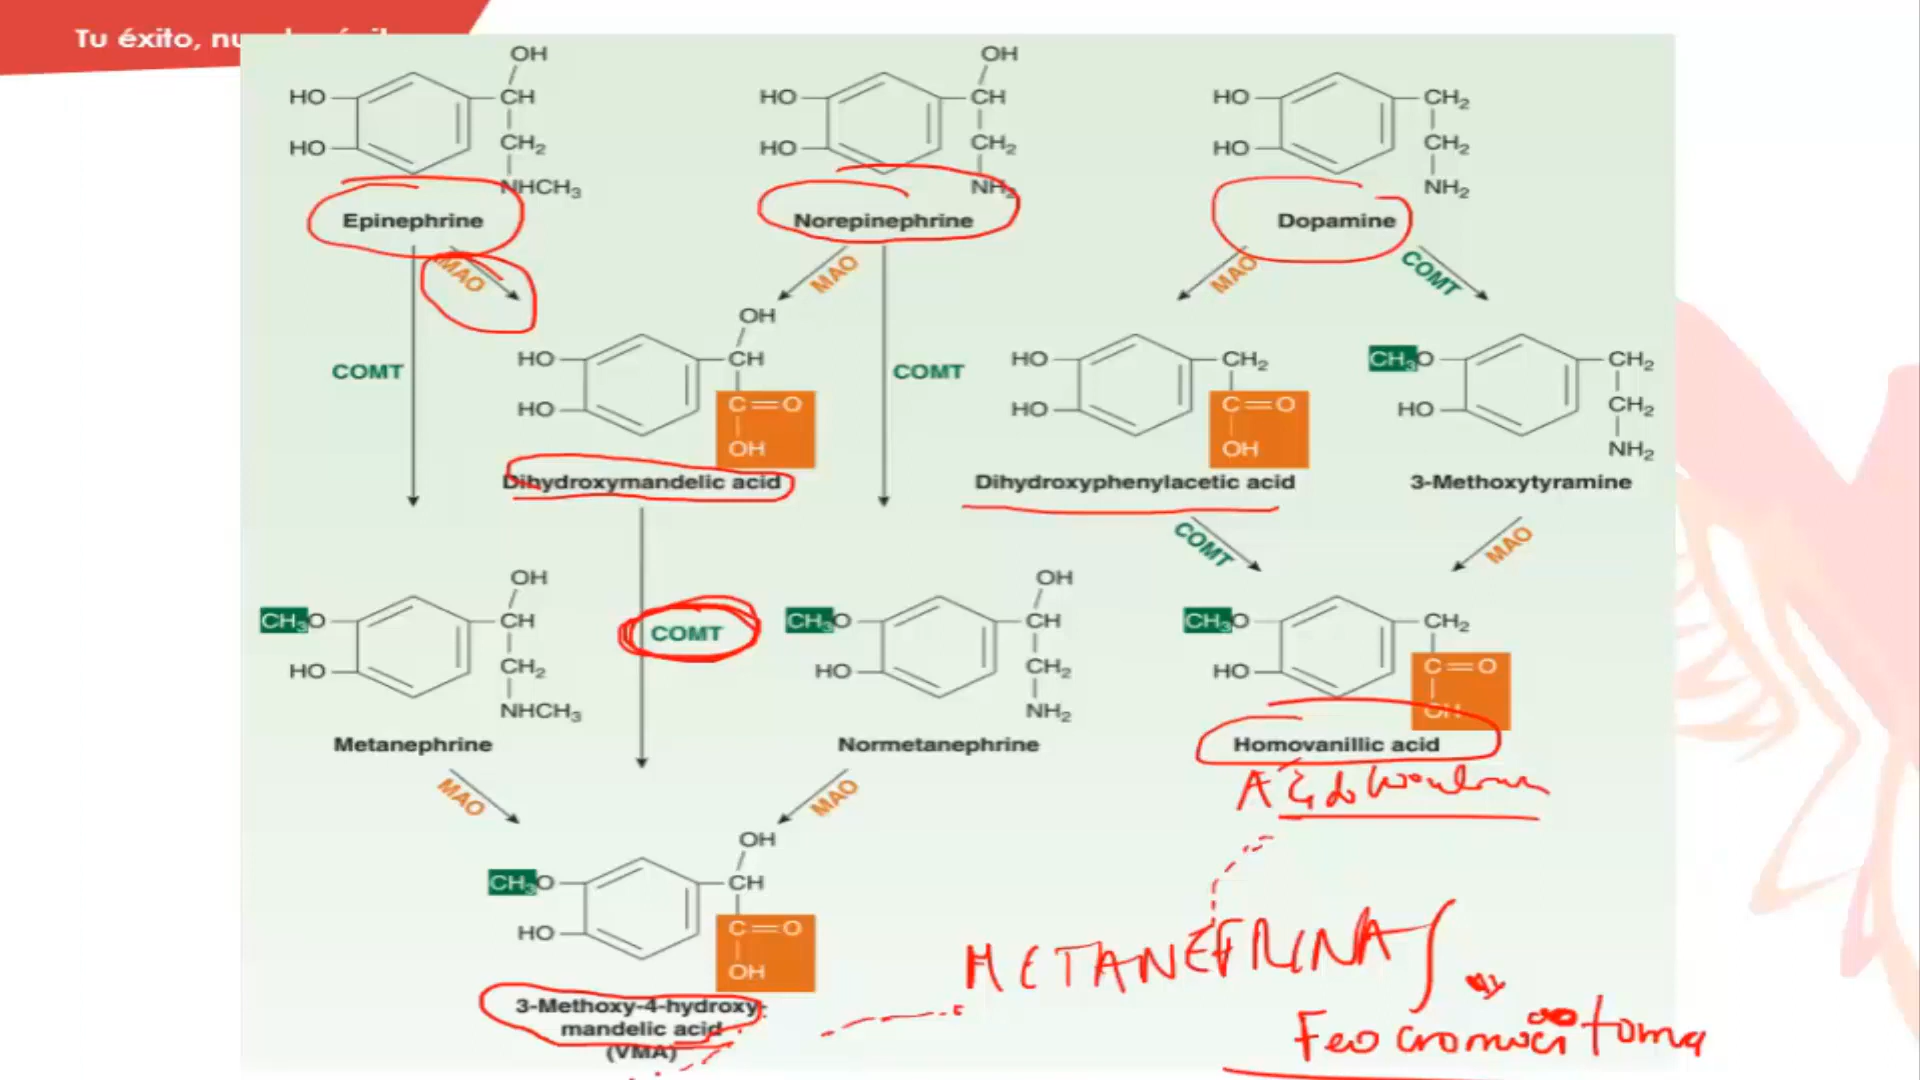 Tu éxito, nu
OH
HO
CH
HO
CH2
NHCH3
Epinephrine
OH
HO
CH
HO
CH2
NH2
Norepinephrine
HO
CH2
HO
CH2
NH2
Dopamine
MAO
MAO
MAO
COMT
COMT
COMT
OH
HO
CH
HO
C=O
OH
Dihydroxymandelic acid
HO
CH2
HO
C=O
OH
Dihydroxyphenylacetic acid
CH3O
CH2
HO
CH2
NH2
3-Methoxytyramine
COMT
MAO
COMT
OH
CH3O
CH
HO
CH2
NHCH3
Metanephrine
OH
CH3O
CH
HO
CH2
NH2
Normetanephrine
CH3O
CH2
HO
C=O
OH
Homovanillic acid
MAO
MAO
OH
CH3O
CH
HO
C=O
OH
3-Methoxy-4-hydroxy-
mandelic acid
(VMA)
METANEFRINAS
Feocromocitoma